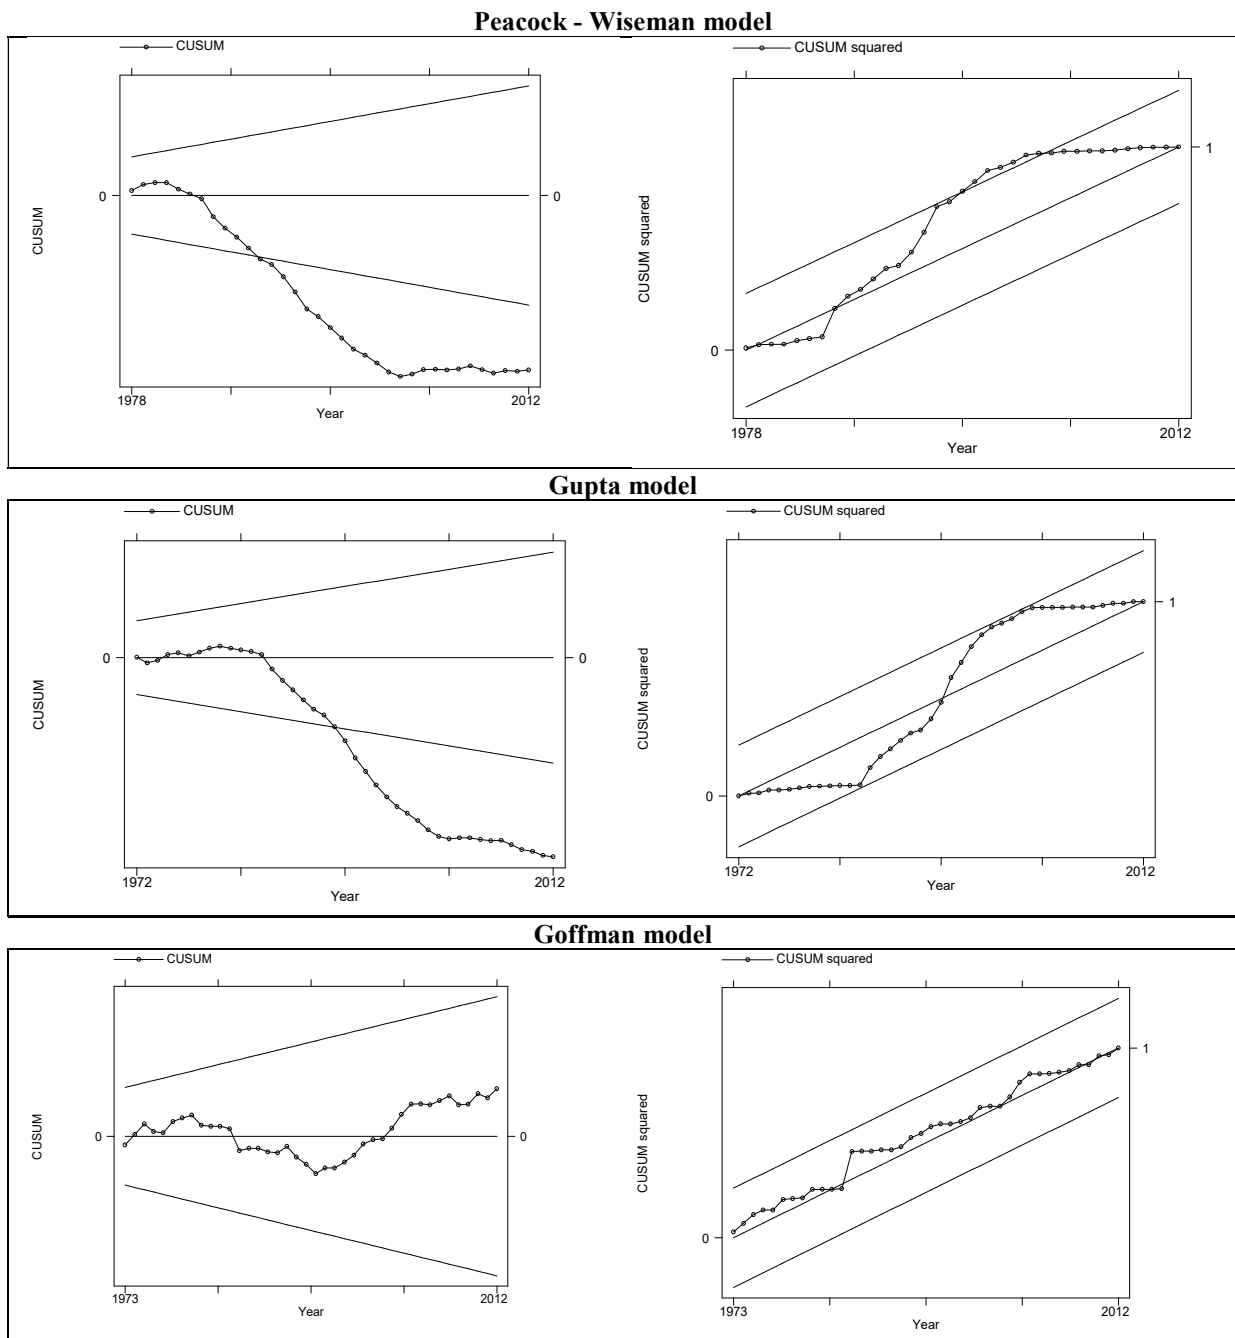 Peacock - Wiseman model
CUSUM
CUSUM squared
CUSUM
0
0
1978
2012
Year
CUSUM squared
0
1
1978
2012
Year
Gupta model
CUSUM
CUSUM squared
CUSUM
0
0
1972
2012
Year
CUSUM squared
0
1
1972
2012
Year
Goffman model
CUSUM
CUSUM squared
CUSUM
0
0
1973
2012
Year
CUSUM squared
0
1
1973
2012
Year